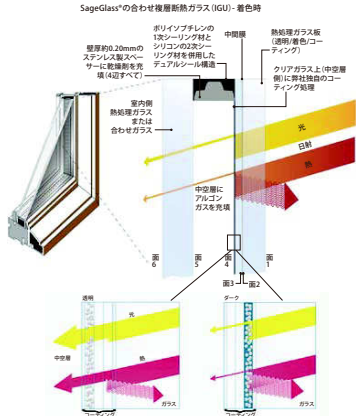 SageGlass®の合わせ複層断熱ガラス(IGU) - 着色時
壁厚約0.20mmの
ステンレス製スペー
サーに乾燥剤を充
填(4辺すべて)
ポリイソブチレンの
1次シーリング材と
シリコンの2次シー
リング材を併用した
デュアルシール構造
中間膜
熱処理ガラス板
(透明/着色/コー
ティング)
クリアガラス上(中空層
側)に弊社独自のコー
ティング処理
室内側
熱処理ガラス
または
合わせガラス
光
日射
熱
中空層に
アルゴン
ガスを充填
面6
面5
面4
面1
面3
面2
透明
光
中空層
熱
ガラス
コーティング
ダーク
ガラス
コーティング